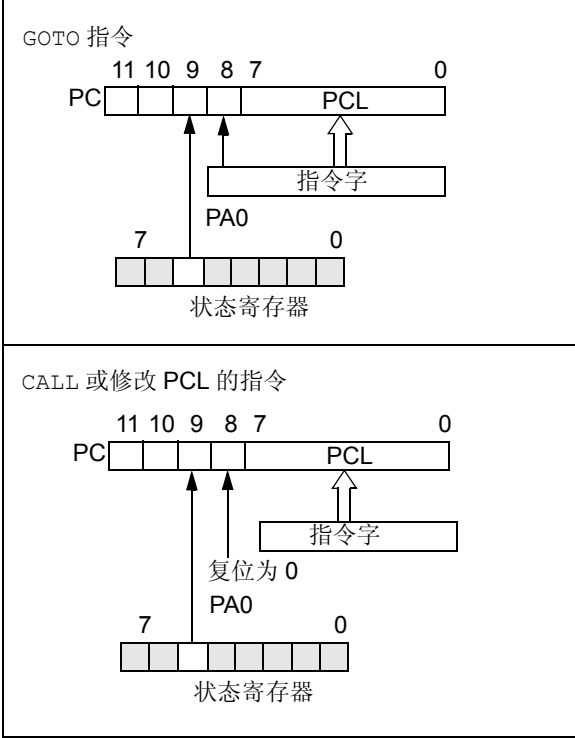 GOTO 指令
11 10 9 8 7 0
PC PCL
指令字
PA0
7 0
状态寄存器
CALL 或修改 PCL 的指令
11 10 9 8 7 0
PC PCL
指令字
复位为 0
PA0
7 0
状态寄存器